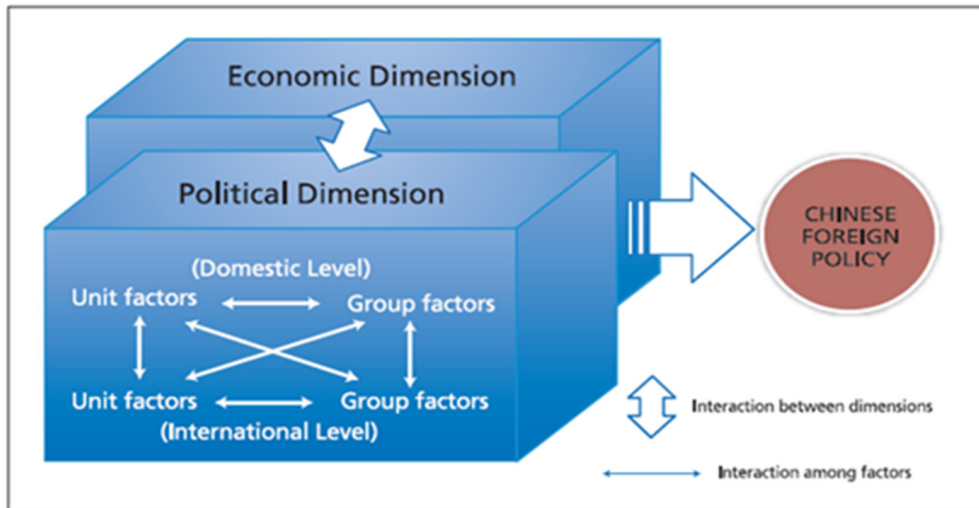 Economic Dimension
Political Dimension
(Domestic Level)
Unit factors
Group factors
Unit factors
Group factors
(International Level)
CHINESE
FOREIGN
POLICY
Interaction between dimensions
Interaction among factors